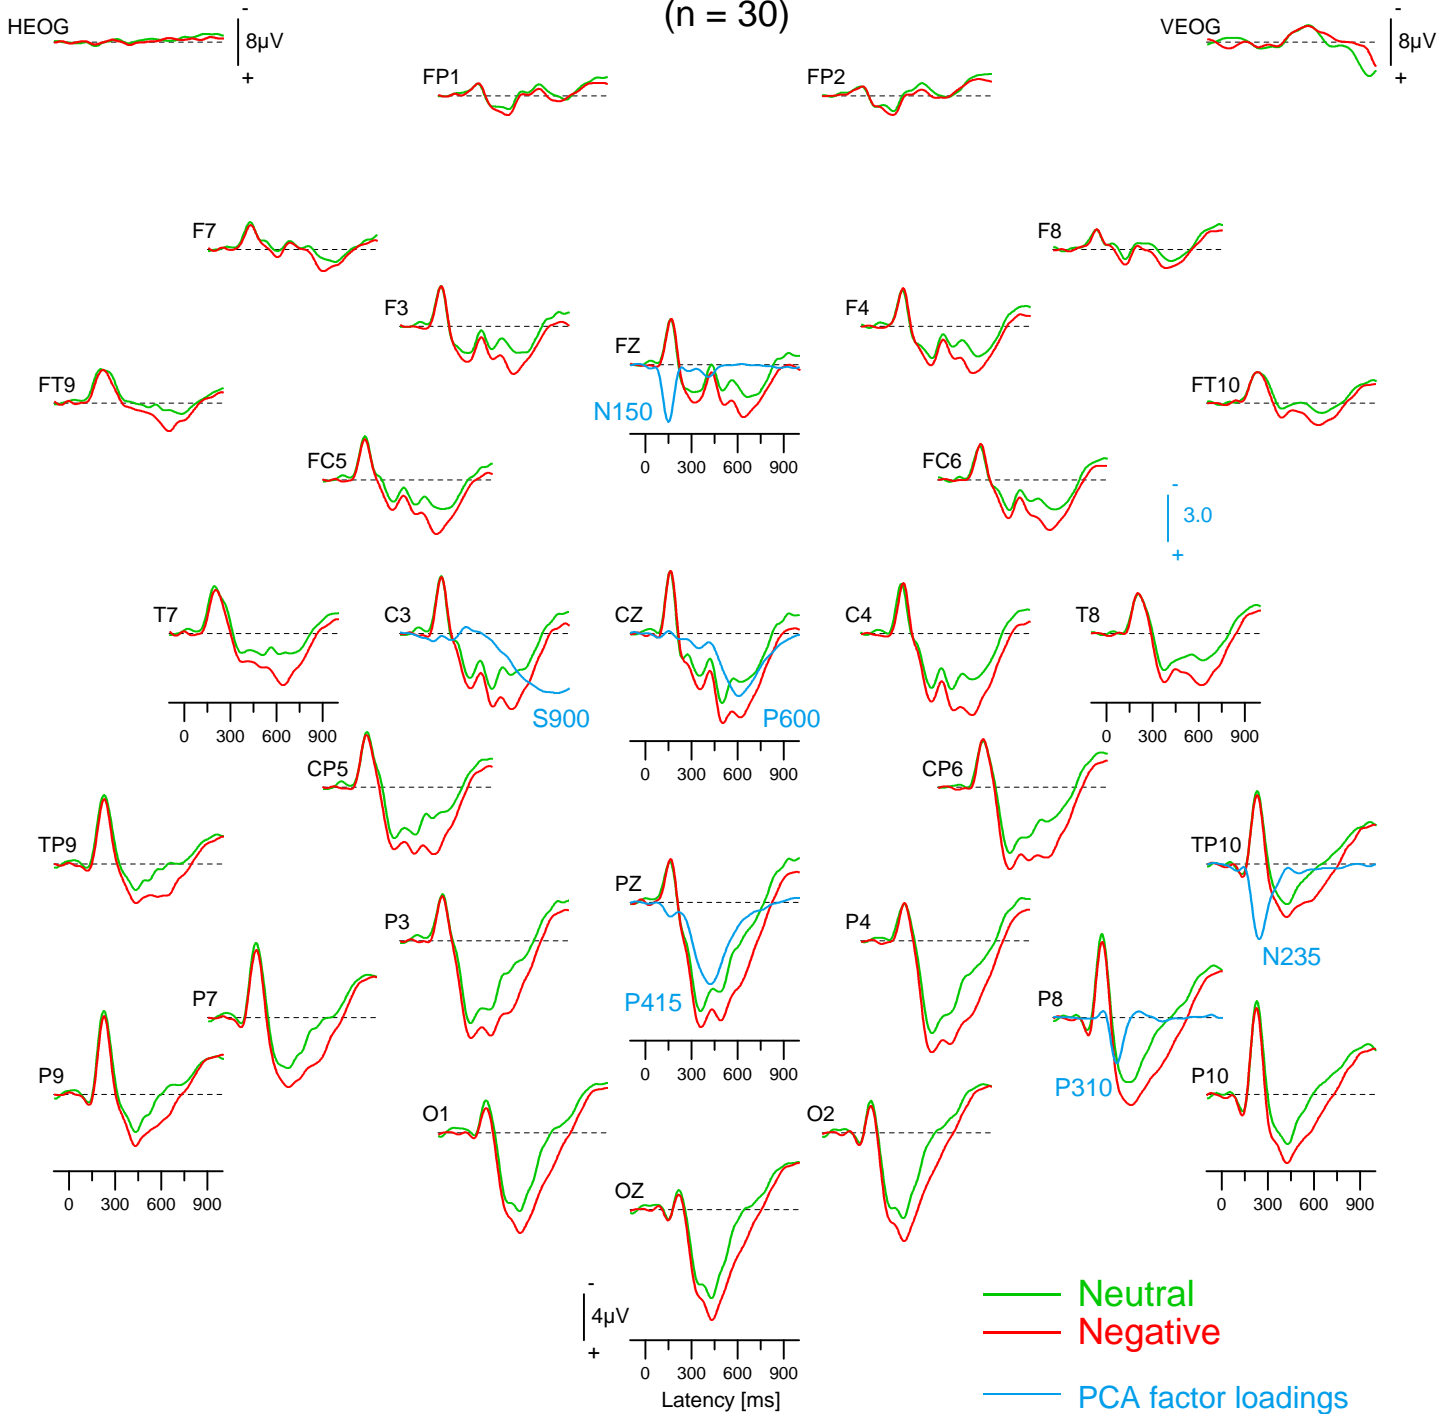 (n = 30)
HEOG
-
8µV
+
VEOG
-
8µV
+
FP1
FP2
F7
F8
F3
FZ
F4
N150
0 300 600 900
FT9
FT10
FC5
FC6
-
3.0
+
T7
0 300 600 900
C3
S900
CZ
P600
0 300 600 900
C4
T8
0 300 600 900
CP5
CP6
TP9
TP10
N235
P3
PZ
P415
0 300 600 900
P4
P7
P8
P310
P9
0 300 600 900
P10
0 300 600 900
O1
O2
OZ
-
4µV
+
0 300 600 900
Latency [ms]
Neutral
Negative
PCA factor loadings